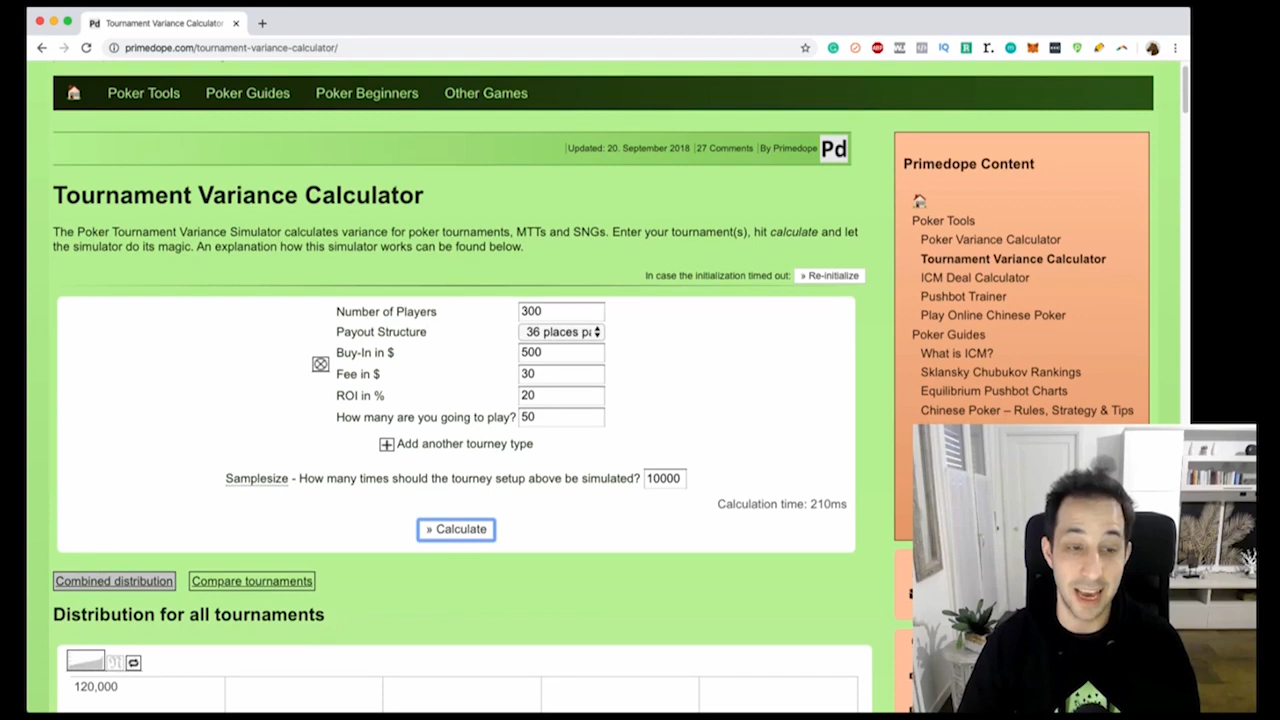 Pd Tournament Variance Calculator
primedope.com/tournament-variance-calculator/
Poker Tools Poker Guides Poker Beginners Other Games
Updated: 20. September 2018 27 Comments By Primedope Pd
Tournament Variance Calculator
The Poker Tournament Variance Simulator calculates variance for poker tournaments, MTTs and SNGs. Enter your tournament(s), hit calculate and let
the simulator do its magic. An explanation how this simulator works can be found below.
In case the initialization timed out: » Re-initialize
Number of Players 300
Payout Structure 36 places
Buy-In in $ 500
Fee in $ 30
ROI in % 20
How many are you going to play? 50
Add another tourney type
Samplesize - How many times should the tourney setup above be simulated? 10000
Calculation time: 210ms
» Calculate
Combined distribution Compare tournaments
Distribution for all tournaments
120,000
Primedope Content
Poker Tools
Poker Variance Calculator
Tournament Variance Calculator
ICM Deal Calculator
Pushbot Trainer
Play Online Chinese Poker
Poker Guides
What is ICM?
Sklansky Chubukov Rankings
Equilibrium Pushbot Charts
Chinese Poker – Rules, Strategy & Tips